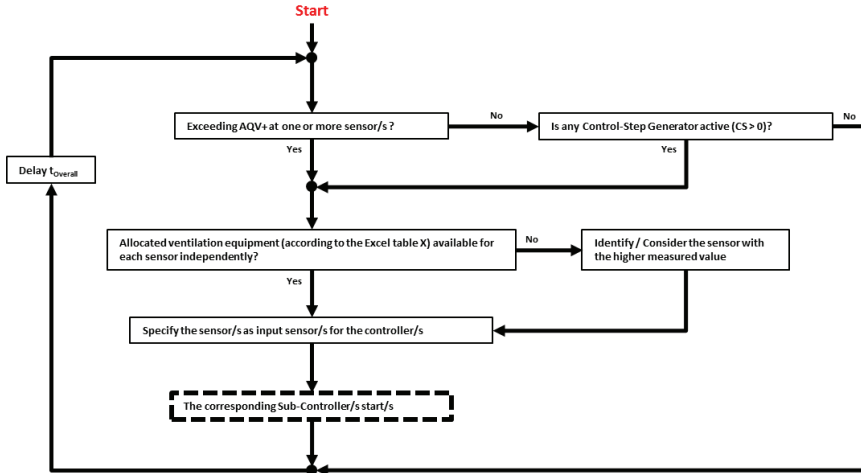 Start
Exceeding AQV+ at one or more sensor/s ?
No
Is any Control-Step Generator active (CS > 0)?
No
Yes
Yes
Delay tOverall
Allocated ventilation equipment (according to the Excel table X) available for
each sensor independently?
No
Identify / Consider the sensor with
the higher measured value
Yes
Specify the sensor/s as input sensor/s for the controller/s
The corresponding Sub-Controller/s start/s